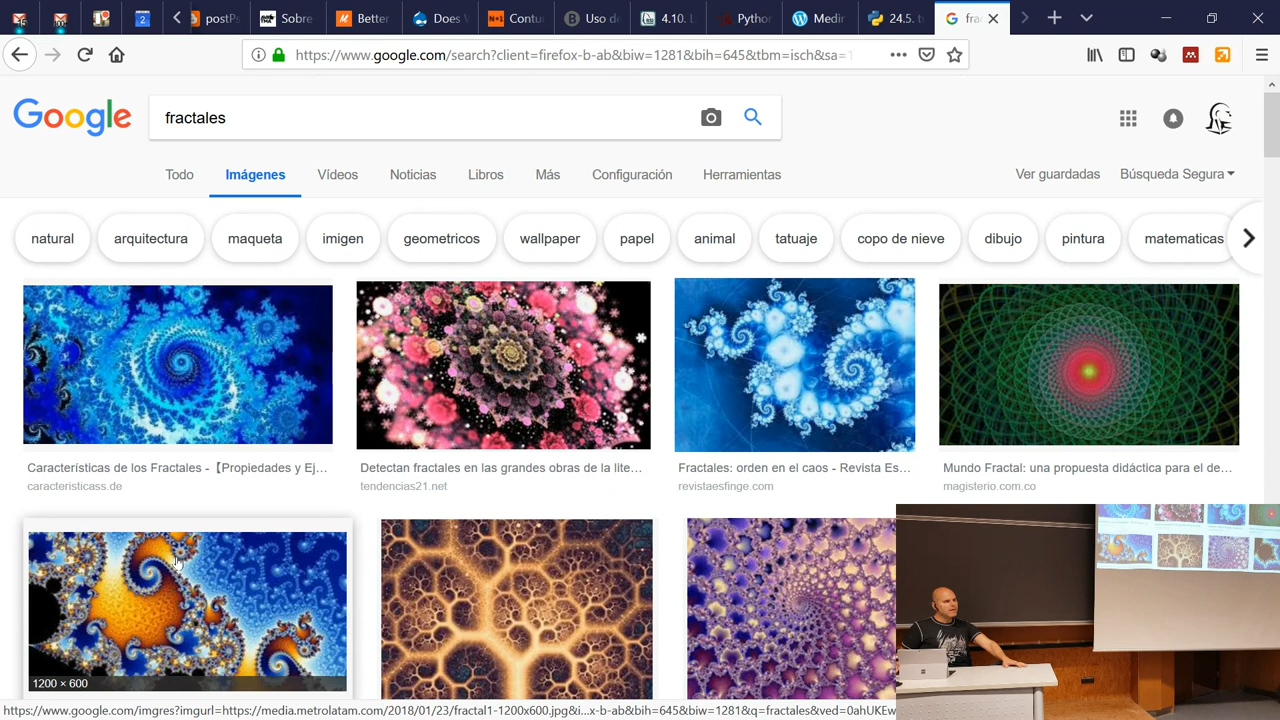 postPs
Sobre
Better
Does V
Contur
Uso de
4.10. L
Python
Medir
24.5. t
frac
https://www.google.com/search?client=firefox-b-ab&biw=1281&bih=645&tbm=isch&sa=
Google
fractales
Todo
Imágenes
Vídeos
Noticias
Libros
Más
Configuración
Herramientas
Ver guardadas
Búsqueda Segura
natural
arquitectura
maqueta
imigen
geometricos
wallpaper
papel
animal
tatuaje
copo de nieve
dibujo
pintura
matematicas
Características de los Fractales -【Propiedades y Ej...
caracteristicass.de
Detectan fractales en las grandes obras de la lite...
tendencias21.net
Fractales: orden en el caos - Revista Es...
revistaesfinge.com
Mundo Fractal: una propuesta didáctica para el de...
magisterio.com.co
1200 × 600
https://www.google.com/imgres?imgurl=https://media.metrolatam.com/2018/01/23/fractal1-1200x600.jpg&i...x-b-ab&bih=645&biw=1281&q=fractales&ved=0ahUKEw